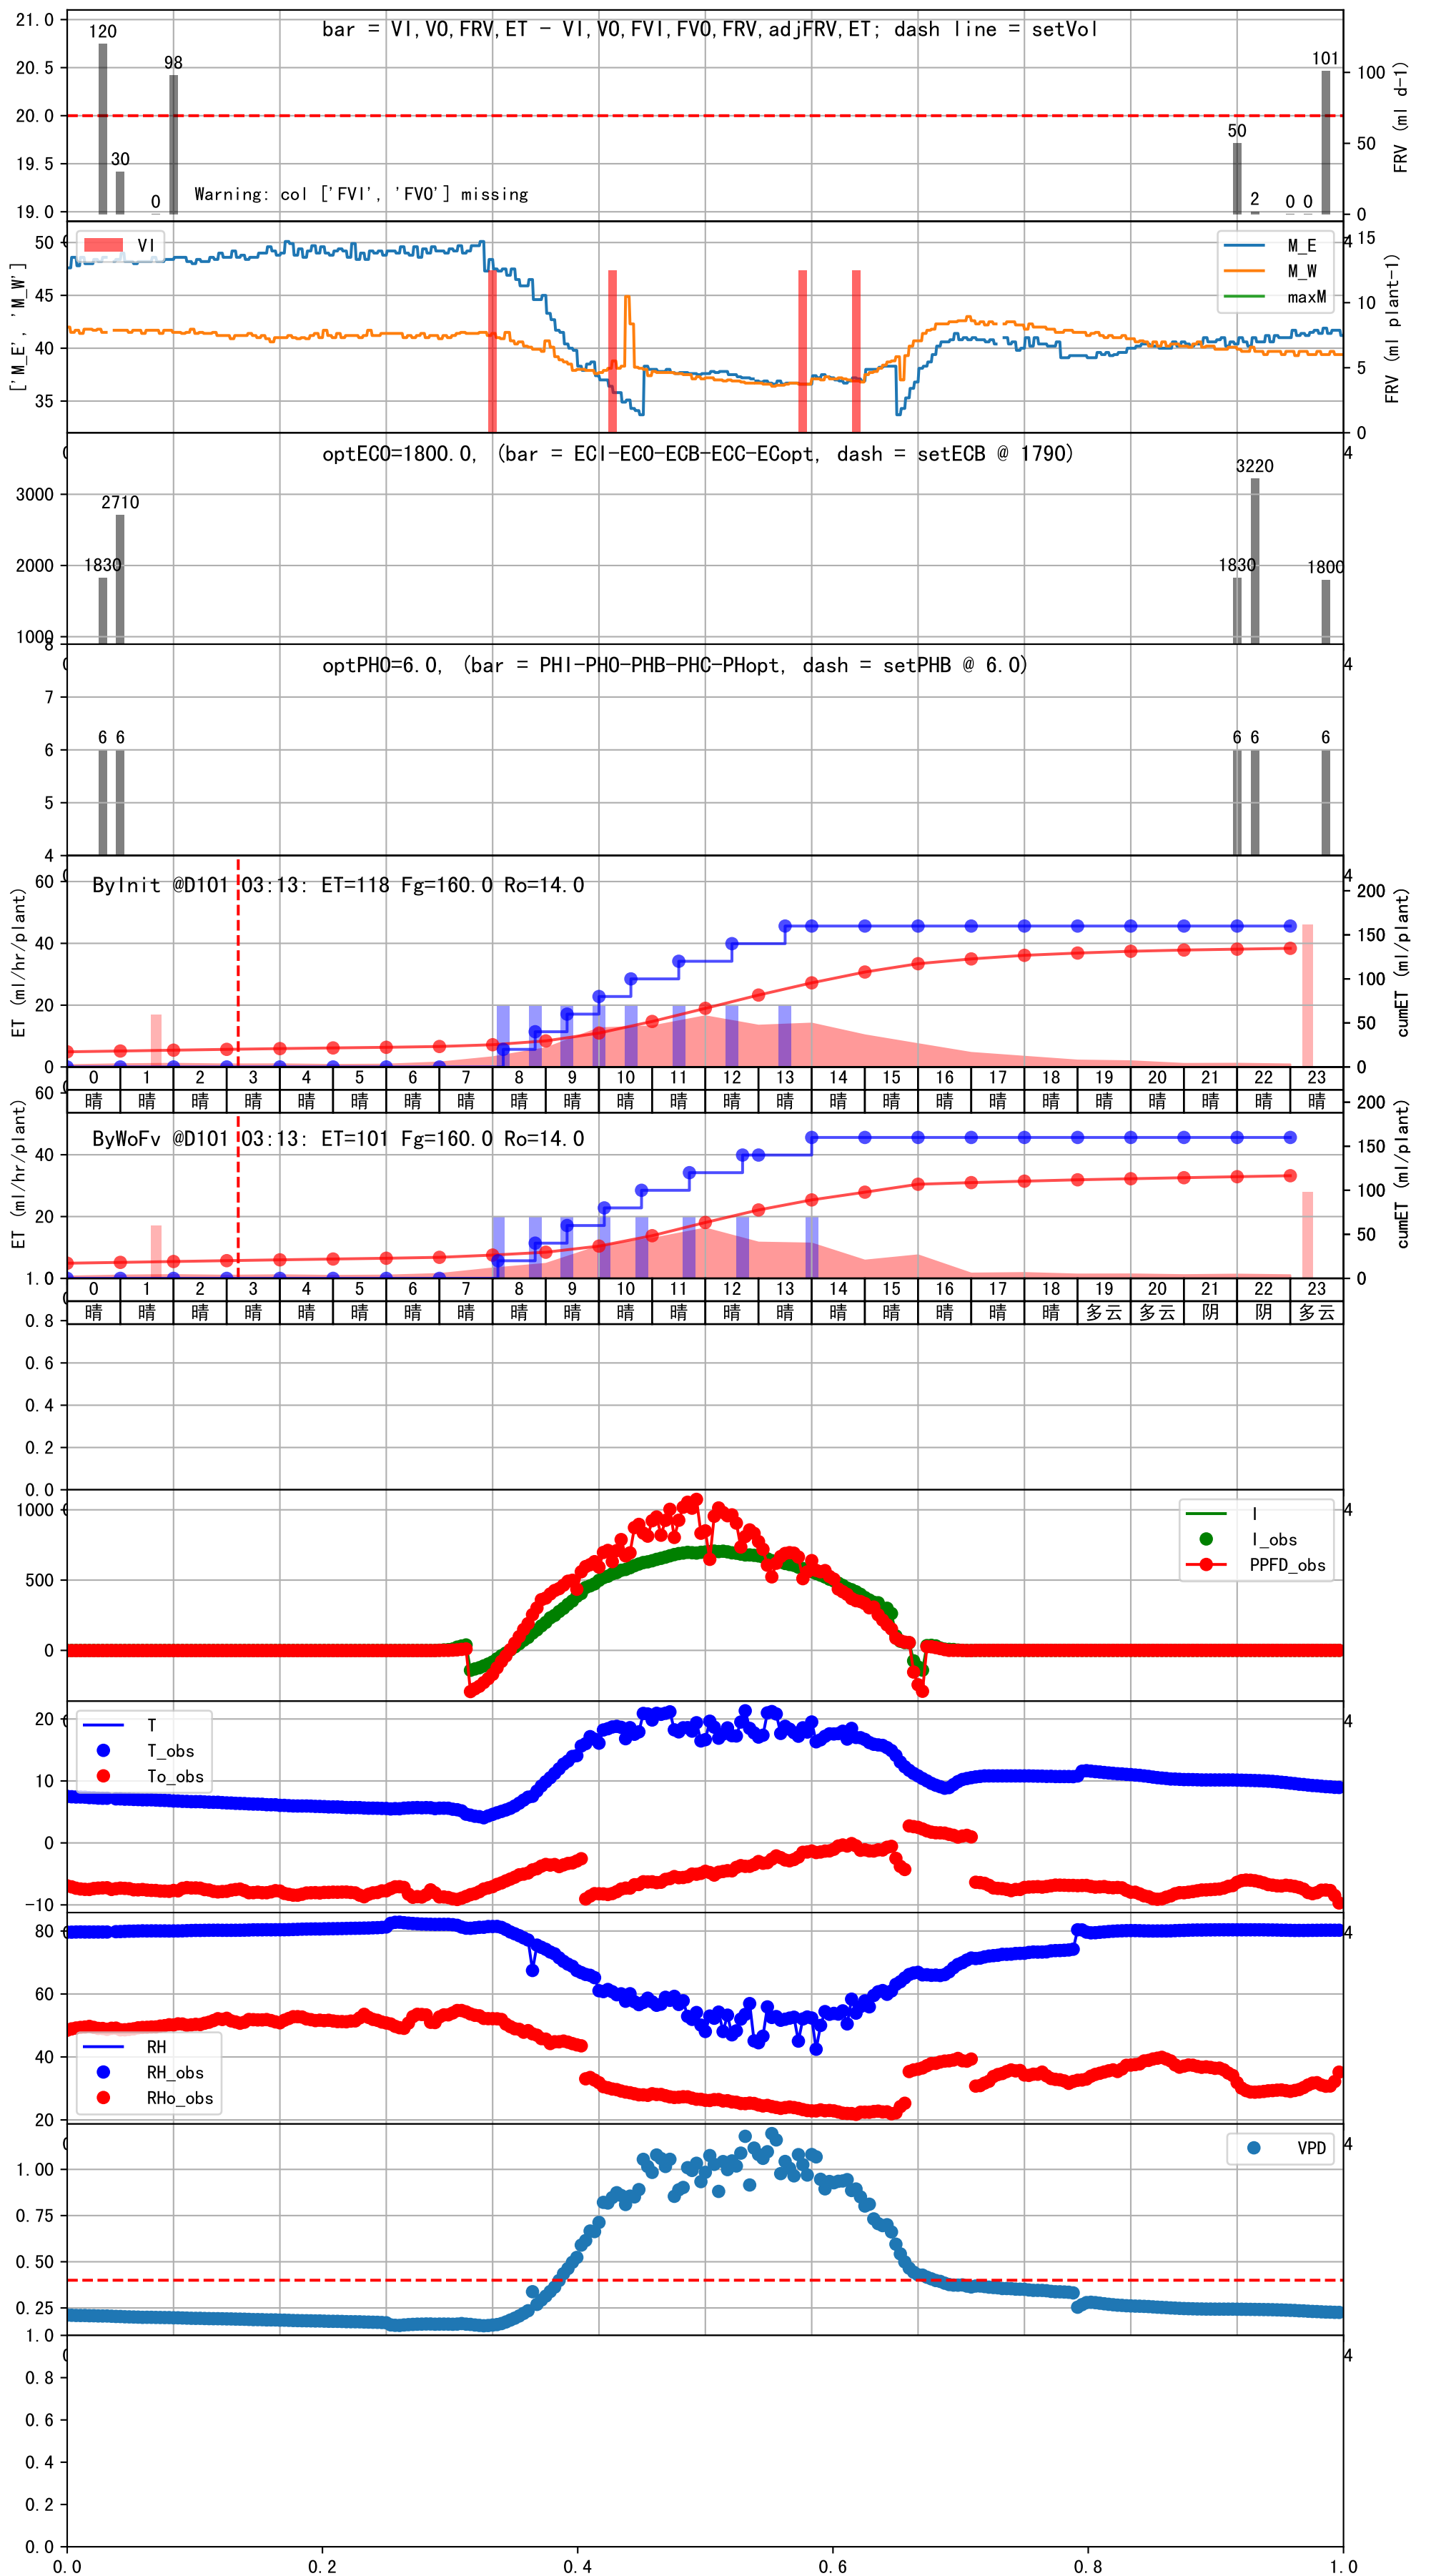 bar = VI,VO,FRV,ET - VI,VO,FVI,FVO,FRV,adjFRV,ET; dash line = setVol
21.0
20.5
20.0
19.5
19.0
120
30
0
98
50
2
0 0
101
Warning: col ['FVI', 'FVO'] missing
100
50
0
FRV (ml d-1)
['M_E', 'M_W']
50
45
40
35
VI
M_E
M_W
maxM
15
10
5
0
FRV (ml plant-1)
optECO=1800.0, (bar = ECI-ECO-ECB-ECC-ECopt, dash = setECB @ 1790)
3000
2000
1000
1830
2710
1830
3220
1800
4
optPHO=6.0, (bar = PHI-PHO-PHB-PHC-PHopt, dash = setPHB @ 6.0)
8
7
6
5
4
6 6
6 6
6
4
ByInit @D101 03:13: ET=118 Fg=160.0 Ro=14.0
ET (ml/hr/plant)
60
40
20
0
4
200
150
100
50
0
cumET (ml/plant)
0 1 2 3 4 5 6 7 8 9 10 11 12 13 14 15 16 17 18 19 20 21 22 23
晴 晴 晴 晴 晴 晴 晴 晴 晴 晴 晴 晴 晴 晴 晴 晴 晴 晴 晴 晴 晴 晴 晴 晴
ByWoFv @D101 03:13: ET=101 Fg=160.0 Ro=14.0
ET (ml/hr/plant)
60
40
20
200
150
100
50
0
cumET (ml/plant)
0 1 2 3 4 5 6 7 8 9 10 11 12 13 14 15 16 17 18 19 20 21 22 23
晴 晴 晴 晴 晴 晴 晴 晴 晴 晴 晴 晴 晴 晴 晴 晴 晴 晴 晴 多云 多云 阴 阴 多云
1.0
0.8
0.6
0.4
0.2
0.0
1000
500
0
I
I_obs
PPFD_obs
4
20
10
0
-10
T
T_obs
To_obs
4
80
60
40
20
RH
RH_obs
RHo_obs
4
1.00
0.75
0.50
0.25
VPD
4
1.0
0.8
0.6
0.4
0.2
0.0
4
0.0 0.2 0.4 0.6 0.8 1.0